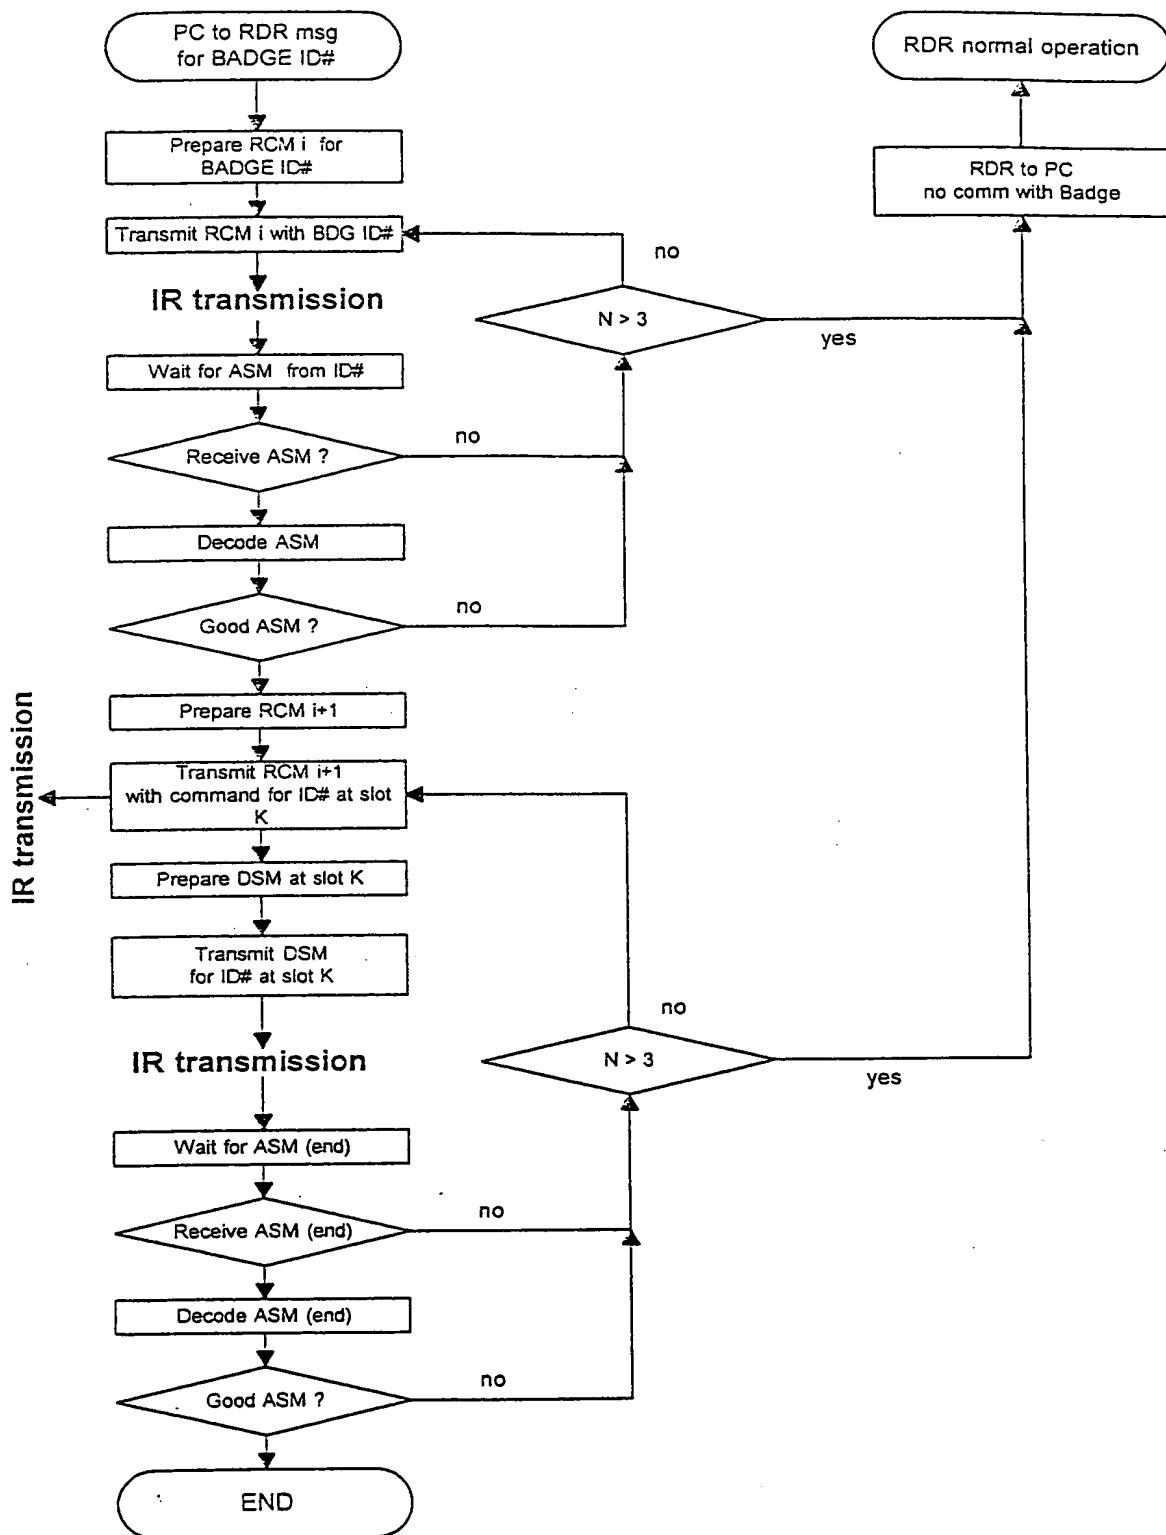 PC to RDR msg
for BADGE ID#
RDR normal operation
Prepare RCM i for
BADGE ID#
RDR to PC
no comm with Badge
Transmit RCM i with BDG ID#
no
IR transmission
N > 3
yes
Wait for ASM from ID#
Receive ASM ?
no
Decode ASM
Good ASM ?
no
Prepare RCM i+1
IR transmission
Transmit RCM i+1
with command for ID# at slot
K
Prepare DSM at slot K
Transmit DSM
for ID# at slot K
no
IR transmission
N > 3
yes
Wait for ASM (end)
Receive ASM (end)
no
Decode ASM (end)
Good ASM ?
no
END